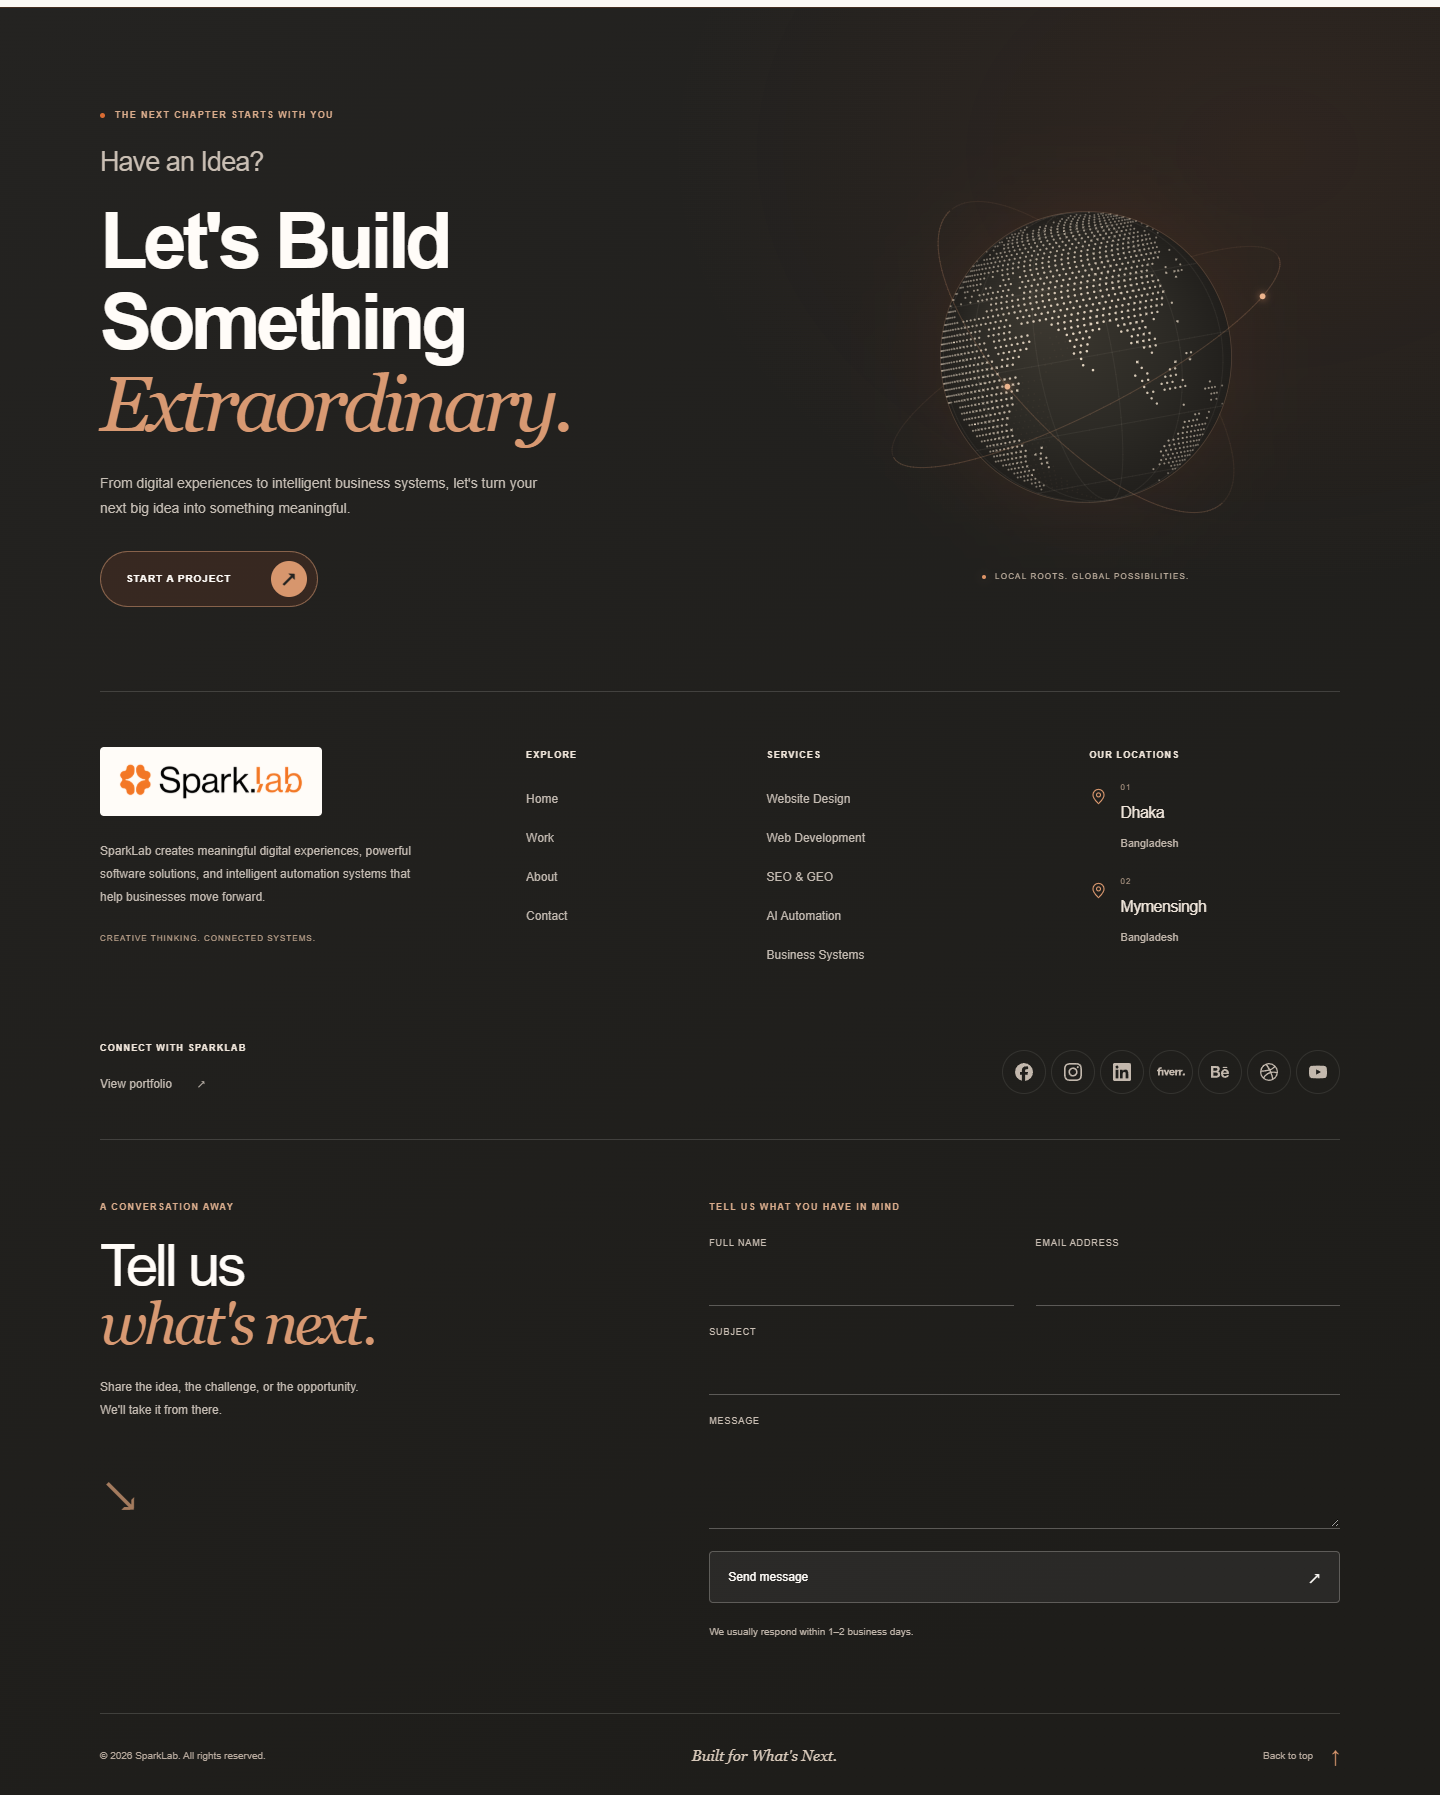 THE NEXT CHAPTER STARTS WITH YOU
Have an Idea?
Let's Build
Something
Extraordinary.
From digital experiences to intelligent business systems, let's turn your
next big idea into something meaningful.
START A PROJECT
LOCAL ROOTS. GLOBAL POSSIBILITIES.
Spark.lab
SparkLab creates meaningful digital experiences, powerful
software solutions, and intelligent automation systems that
help businesses move forward.
CREATIVE THINKING. CONNECTED SYSTEMS.
EXPLORE
Home
Work
About
Contact
SERVICES
Website Design
Web Development
SEO & GEO
AI Automation
Business Systems
OUR LOCATIONS
01
Dhaka
Bangladesh
02
Mymensingh
Bangladesh
CONNECT WITH SPARKLAB
View portfolio
fiverr.
Bē
A CONVERSATION AWAY
Tell us
what's next.
Share the idea, the challenge, or the opportunity.
We'll take it from there.
TELL US WHAT YOU HAVE IN MIND
FULL NAME
EMAIL ADDRESS
SUBJECT
MESSAGE
Send message
We usually respond within 1–2 business days.
© 2026 SparkLab. All rights reserved.
Built for What's Next.
Back to top